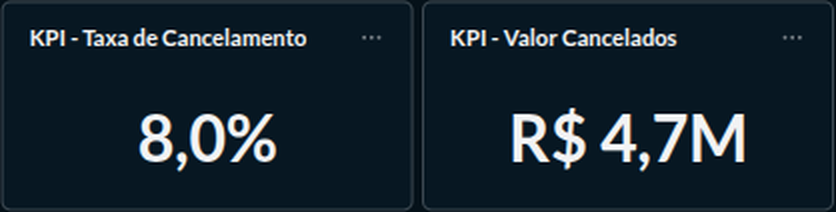 KPI - Taxa de Cancelamento ...
8,0%
KPI - Valor Cancelados ...
R$ 4,7M